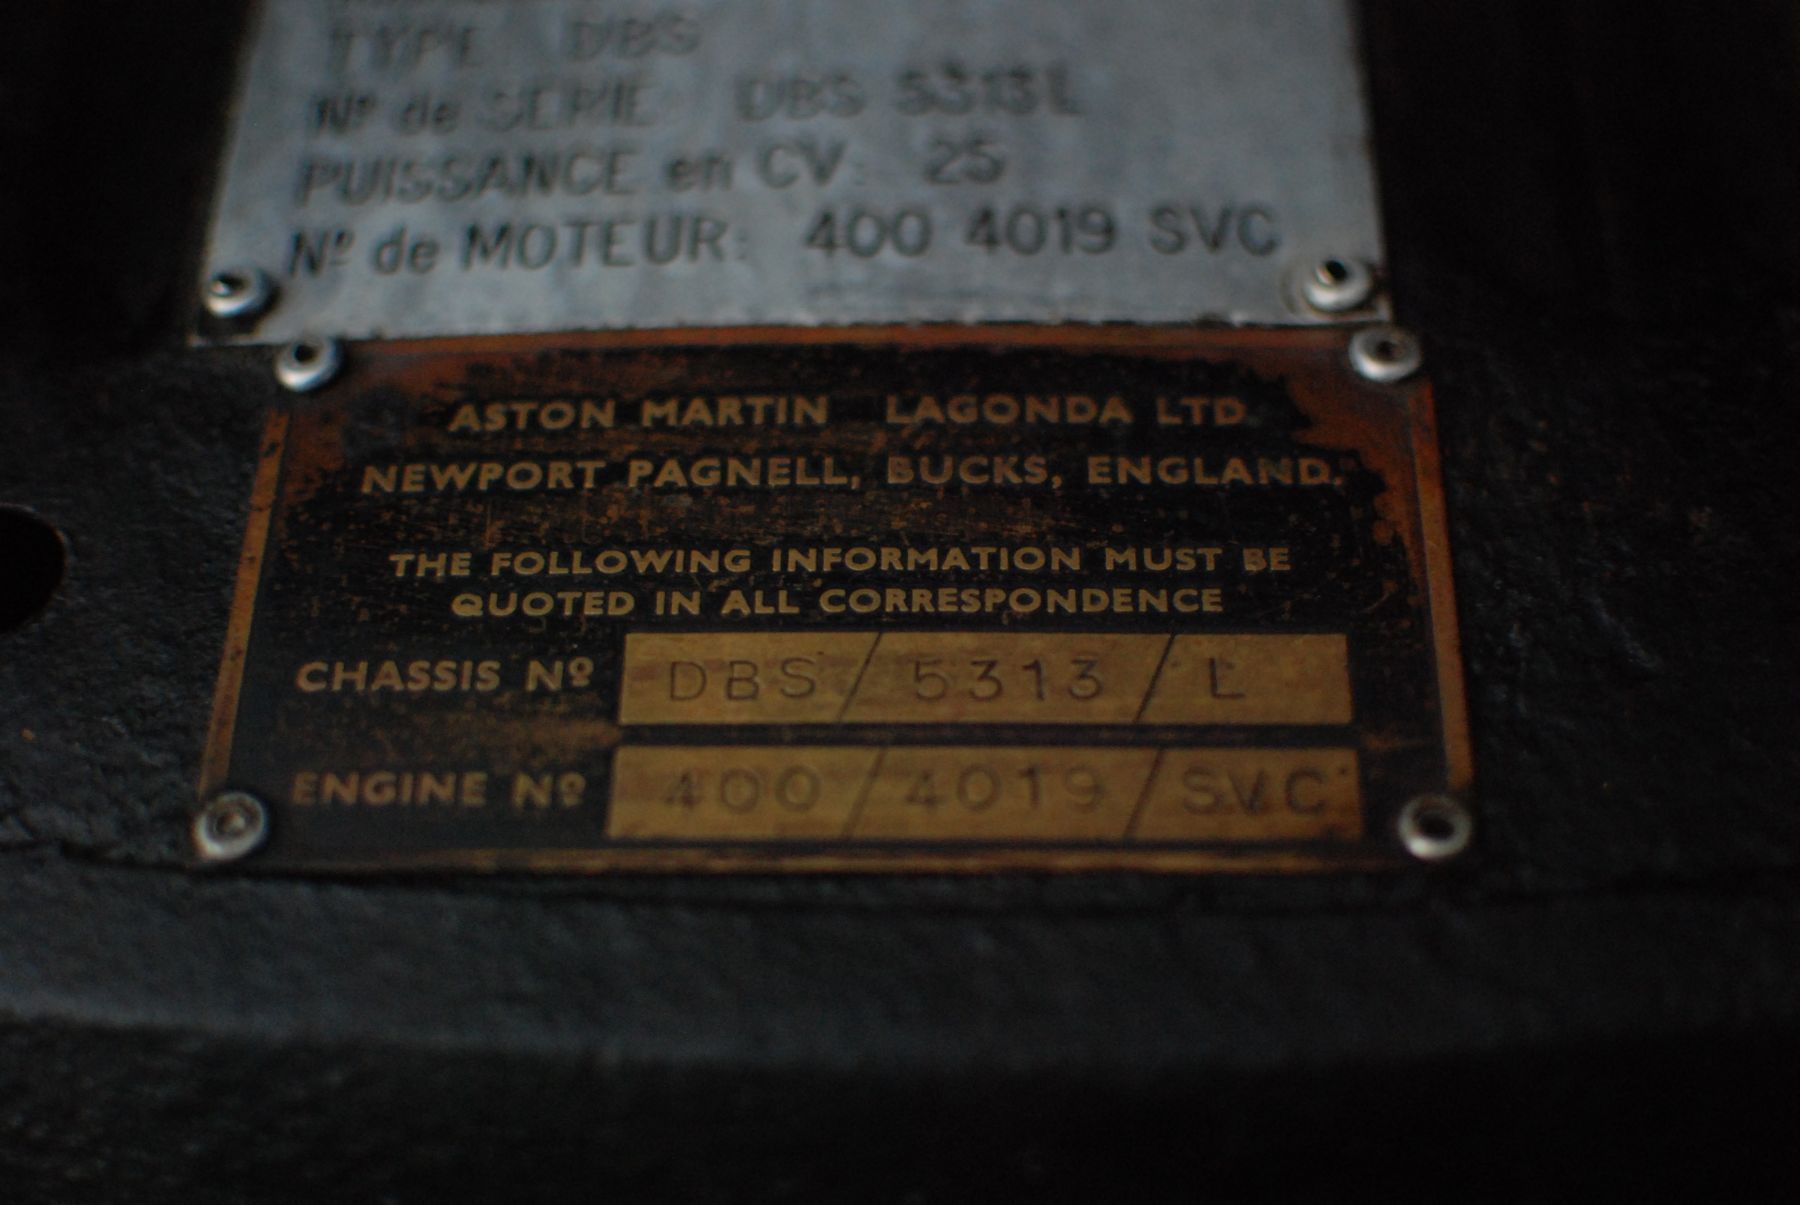 TYPE DBS
Nº de SERIE DBS 5313 L
PUISSANCE en CV: 25
Nº de MOTEUR: 400 4019 SVC
ASTON MARTIN LAGONDA LTD.
NEWPORT PAGNELL, BUCKS, ENGLAND.
THE FOLLOWING INFORMATION MUST BE
QUOTED IN ALL CORRESPONDENCE
CHASSIS Nº DBS/5313/L
ENGINE Nº 400/4019/SVC